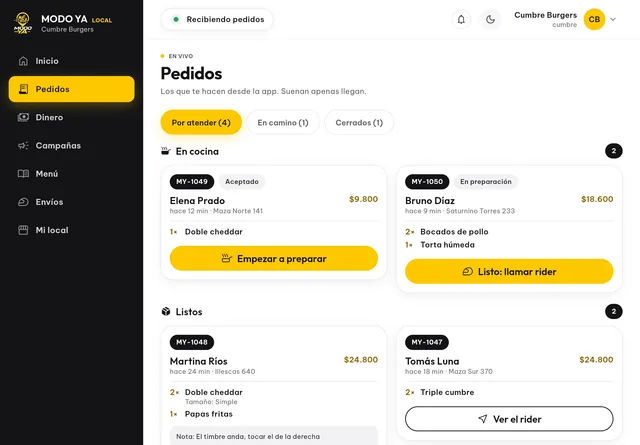 MODO YA LOCAL
Cumbre Burgers
Inicio
Pedidos
Dinero
Campañas
Menú
Envíos
Mi local
Recibiendo pedidos
Cumbre Burgers
cumbre
CB
EN VIVO
Pedidos
Los que te hacen desde la app. Suenan apenas llegan.
Por atender (4)
En camino (1)
Cerrados (1)
En cocina
2
MY-1049
Aceptado
Elena Prado
$9.800
hace 12 min · Maza Norte 141
1× Doble cheddar
Empezar a preparar
MY-1050
En preparación
Bruno Díaz
$18.600
hace 9 min · Saturnino Torres 233
2× Bocados de pollo
1× Torta húmeda
Listo: llamar rider
Listos
2
MY-1048
Martina Ríos
$24.800
hace 24 min · Illescas 640
2× Doble cheddar
Tamaño: Simple
1× Papas fritas
Nota: El timbre anda, tocar el de la derecha
MY-1047
Tomás Luna
$24.800
hace 18 min · Maza Sur 370
2× Triple cumbre
Ver el rider